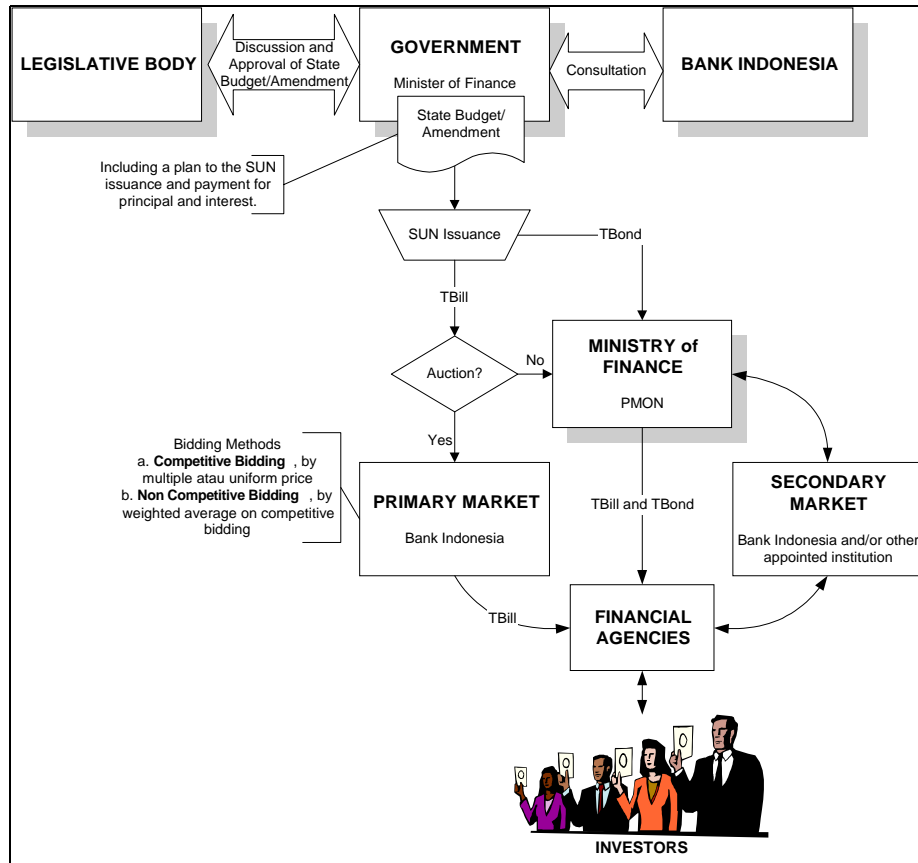 LEGISLATIVE BODY
Discussion and
Approval of State
Budget/Amendment
GOVERNMENT
Minister of Finance
Consultation
BANK INDONESIA
State Budget/
Amendment
Including a plan to the SUN
issuance and payment for
principal and interest.
SUN Issuance
TBond
TBill
Auction?
No
MINISTRY of
FINANCE
PMON
Yes
Bidding Methods
a. Competitive Bidding , by
multiple atau uniform price
b. Non Competitive Bidding , by
weighted average on competitive
bidding
PRIMARY MARKET
Bank Indonesia
TBill and TBond
SECONDARY
MARKET
Bank Indonesia and/or other
appointed institution
TBill
FINANCIAL
AGENCIES
INVESTORS